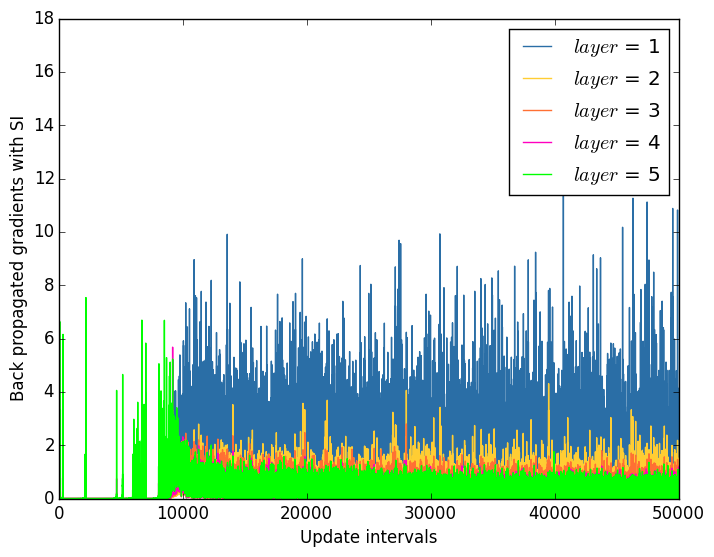 18
16
14
12
10
8
6
4
2
0
Back propagated gradients with SI
layer = 1
layer = 2
layer = 3
layer = 4
layer = 5
0 10000 20000 30000 40000 50000
Update intervals